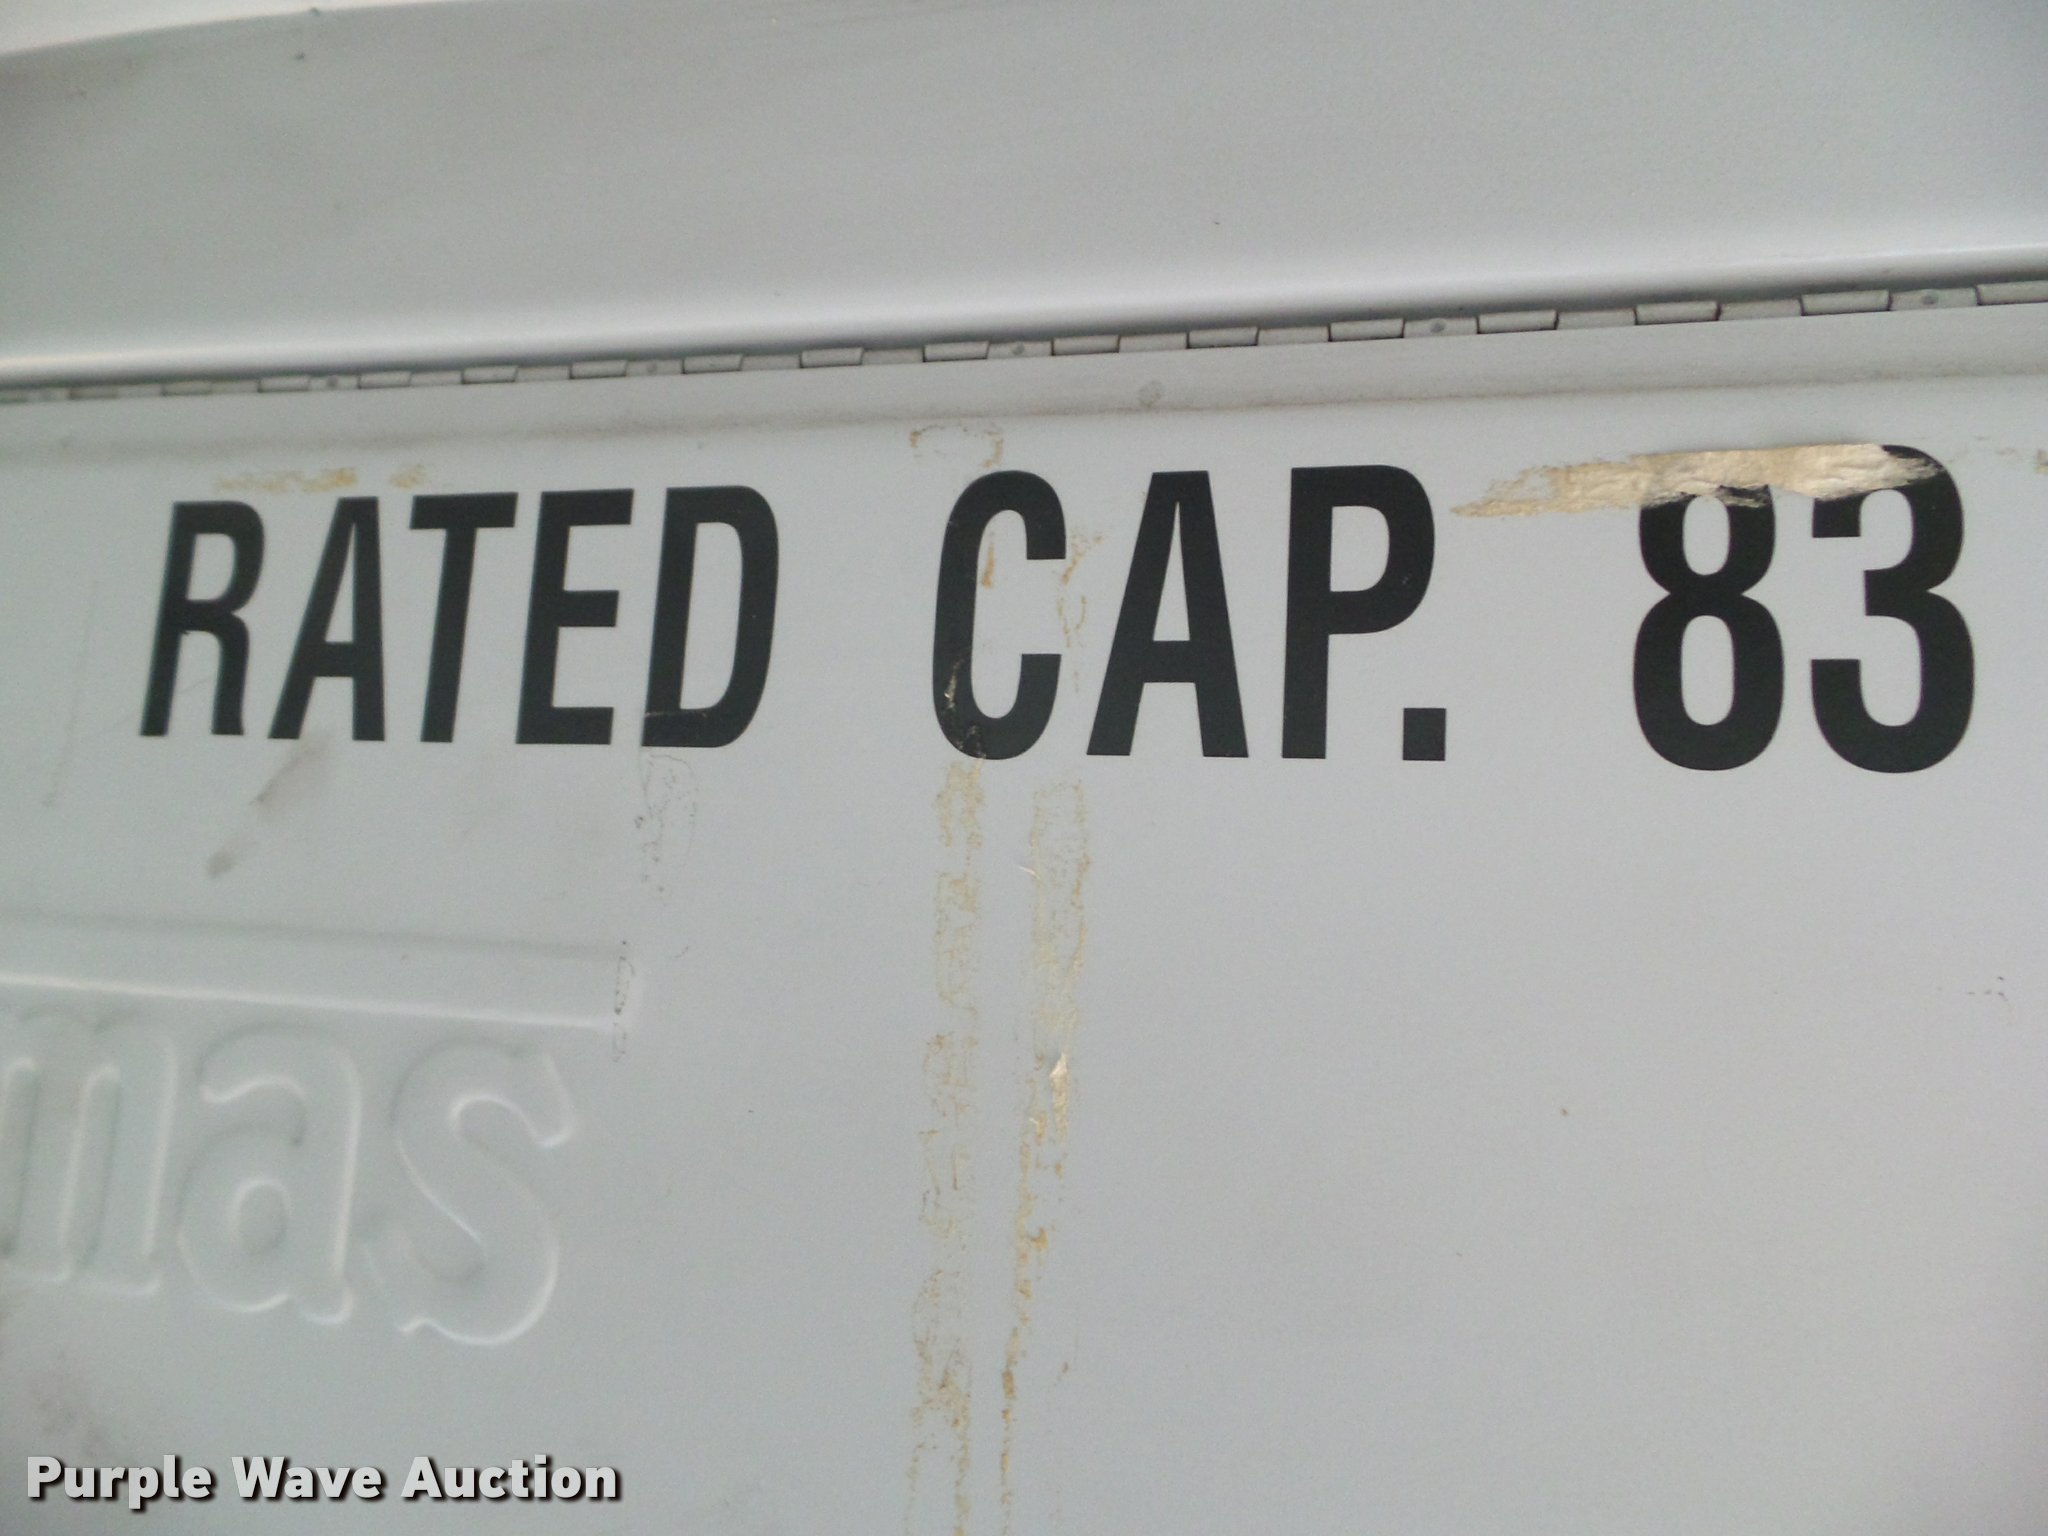 RATED CAP. 83
mas
Purple Wave Auction